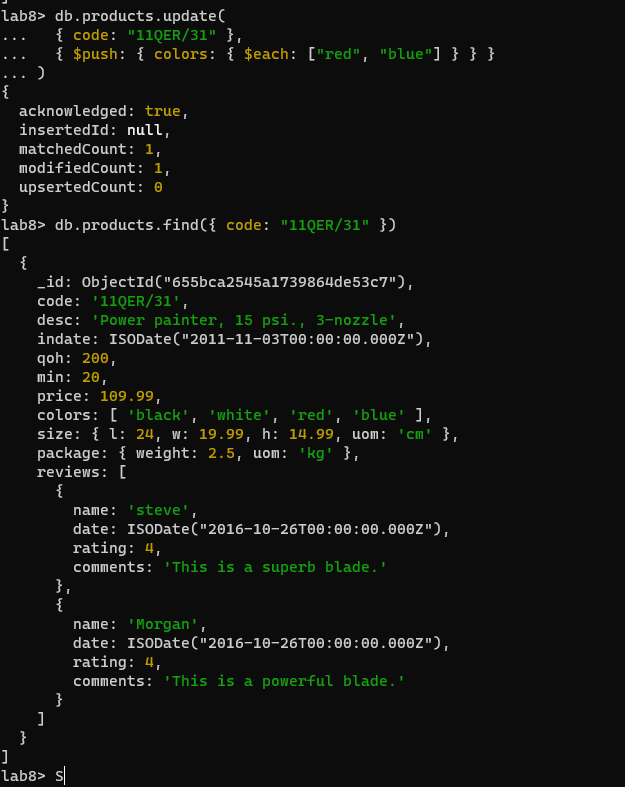 lab8> db.products.update(
...   { code: "11QER/31" },
...   { $push: { colors: { $each: ["red", "blue"] } } }
... )
{
  acknowledged: true,
  insertedId: null,
  matchedCount: 1,
  modifiedCount: 1,
  upsertedCount: 0
}
lab8> db.products.find({ code: "11QER/31" })
[
  {
    _id: ObjectId("655bca2545a1739864de53c7"),
    code: '11QER/31',
    desc: 'Power painter, 15 psi., 3-nozzle',
    indate: ISODate("2011-11-03T00:00:00.000Z"),
    qoh: 200,
    min: 20,
    price: 109.99,
    colors: [ 'black', 'white', 'red', 'blue' ],
    size: { l: 24, w: 19.99, h: 14.99, uom: 'cm' },
    package: { weight: 2.5, uom: 'kg' },
    reviews: [
      {
        name: 'steve',
        date: ISODate("2016-10-26T00:00:00.000Z"),
        rating: 4,
        comments: 'This is a superb blade.'
      },
      {
        name: 'Morgan',
        date: ISODate("2016-10-26T00:00:00.000Z"),
        rating: 4,
        comments: 'This is a powerful blade.'
      }
    ]
  }
]
lab8> S